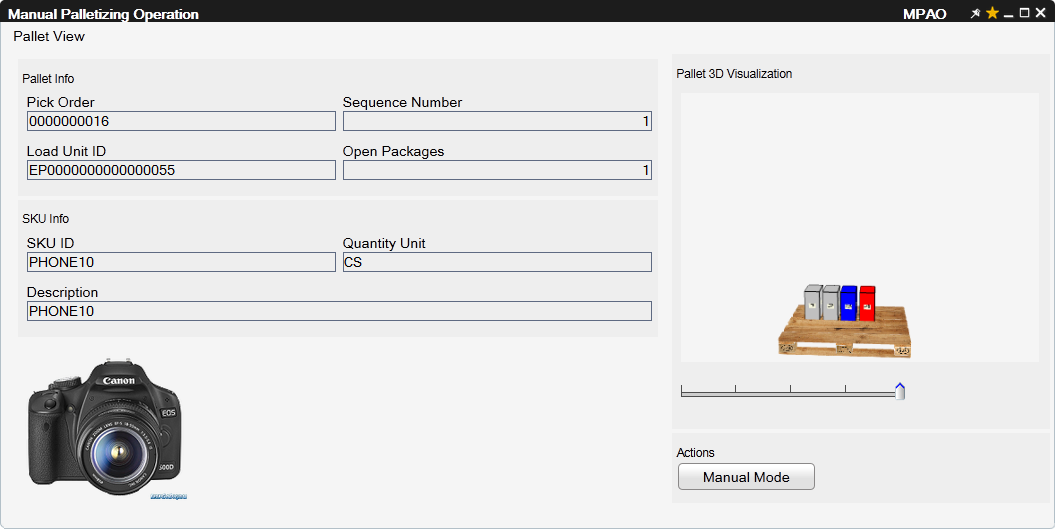 Manual Palletizing Operation
MPAO
Pallet View
Pallet Info
Pick Order
Sequence Number
0000000016
1
Load Unit ID
Open Packages
EP0000000000000055
1
SKU Info
SKU ID
Quantity Unit
PHONE10
CS
Description
PHONE10
Canon
EOS
500D
Pallet 3D Visualization
Actions
Manual Mode